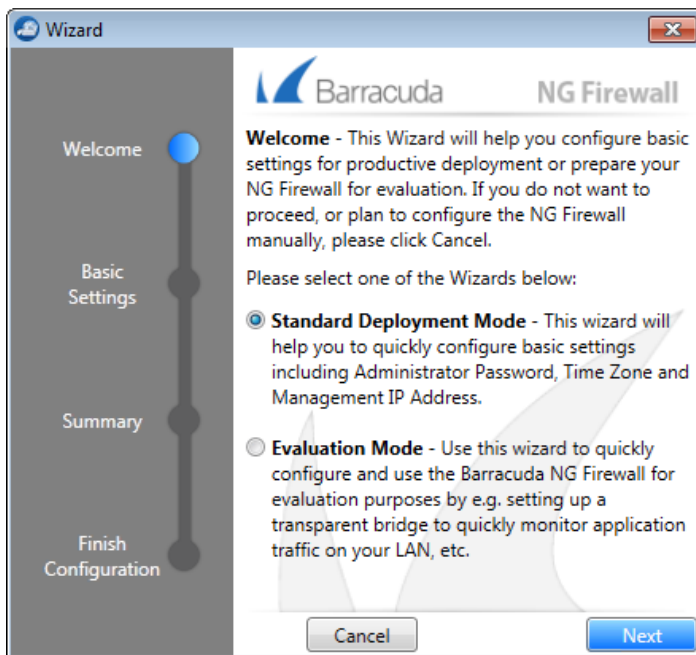 Wizard
Welcome
Basic
Settings
Summary
Finish
Configuration
Barracuda NG Firewall
Welcome - This Wizard will help you configure basic
settings for productive deployment or prepare your
NG Firewall for evaluation. If you do not want to
proceed, or plan to configure the NG Firewall
manually, please click Cancel.
Please select one of the Wizards below:
Standard Deployment Mode - This wizard will
help you to quickly configure basic settings
including Administrator Password, Time Zone and
Management IP Address.
Evaluation Mode - Use this wizard to quickly
configure and use the Barracuda NG Firewall for
evaluation purposes by e.g. setting up a
transparent bridge to quickly monitor application
traffic on your LAN, etc.
Cancel Next